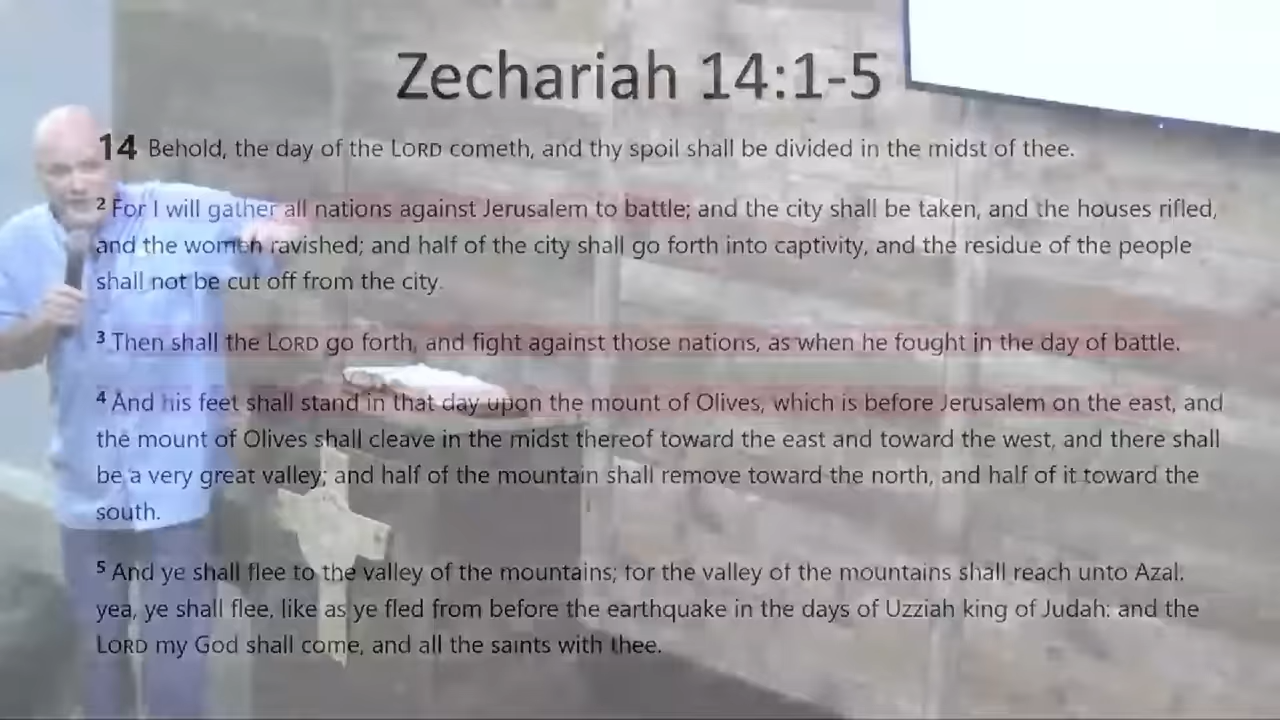 Zechariah 14:1-5
14 Behold, the day of the LORD cometh, and thy spoil shall be divided in the midst of thee.
2 For I will gather all nations against Jerusalem to battle; and the city shall be taken, and the houses rifled,
and the women ravished; and half of the city shall go forth into captivity, and the residue of the people
shall not be cut off from the city.
3 Then shall the LORD go forth, and fight against those nations, as when he fought in the day of battle.
4 And his feet shall stand in that day upon the mount of Olives, which is before Jerusalem on the east, and
the mount of Olives shall cleave in the midst thereof toward the east and toward the west, and there shall
be a very great valley; and half of the mountain shall remove toward the north, and half of it toward the
south.
5 And ye shall flee to the valley of the mountains; for the valley of the mountains shall reach unto Azal:
yea, ye shall flee, like as ye fled from before the earthquake in the days of Uzziah king of Judah: and the
LORD my God shall come, and all the saints with thee.